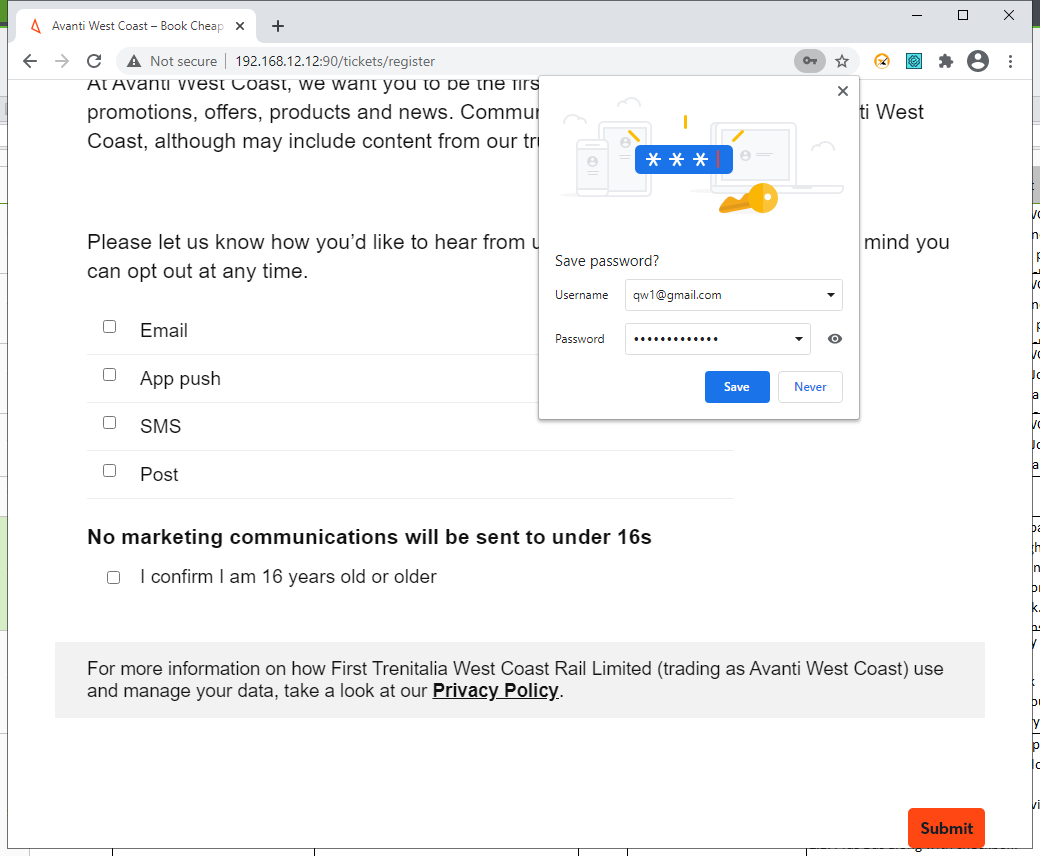 Avanti West Coast – Book Cheap
Not secure
192.168.12.12:90/tickets/register
At Avanti West Coast, we want you to be the firs
promotions, offers, products and news. Commu
ti West
Coast, although may include content from our tru
* * *
Please let us know how you’d like to hear from u
mind you
can opt out at any time.
Save password?
Username
qw1@gmail.com
Password
•••••••••••••
Save
Never
Email
App push
SMS
Post
No marketing communications will be sent to under 16s
I confirm I am 16 years old or older
For more information on how First Trenitalia West Coast Rail Limited (trading as Avanti West Coast) use
and manage your data, take a look at our Privacy Policy.
Submit